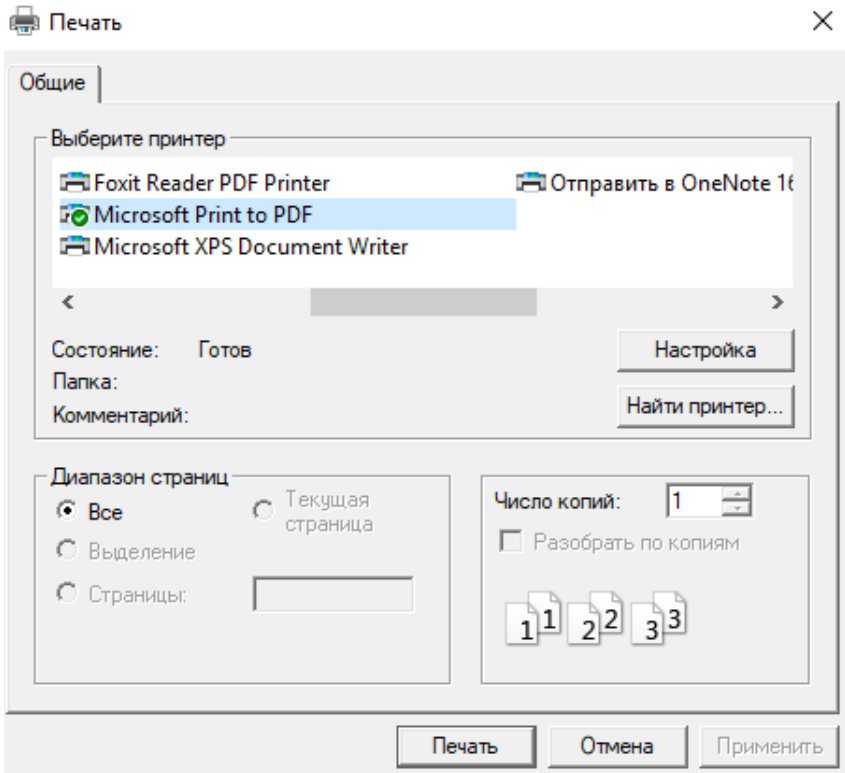 Печать
Общие
Выберите принтер
Foxit Reader PDF Printer
Отправить в OneNote 16
Microsoft Print to PDF
Microsoft XPS Document Writer
Состояние: Готов
Настройка
Папка:
Найти принтер...
Комментарий:
Диапазон страниц
Все
Текущая
страница
Выделение
Страницы:
Число копий: 1
Разобрать по копиям
1 1 2 2 3 3
Печать
Отмена
Применить